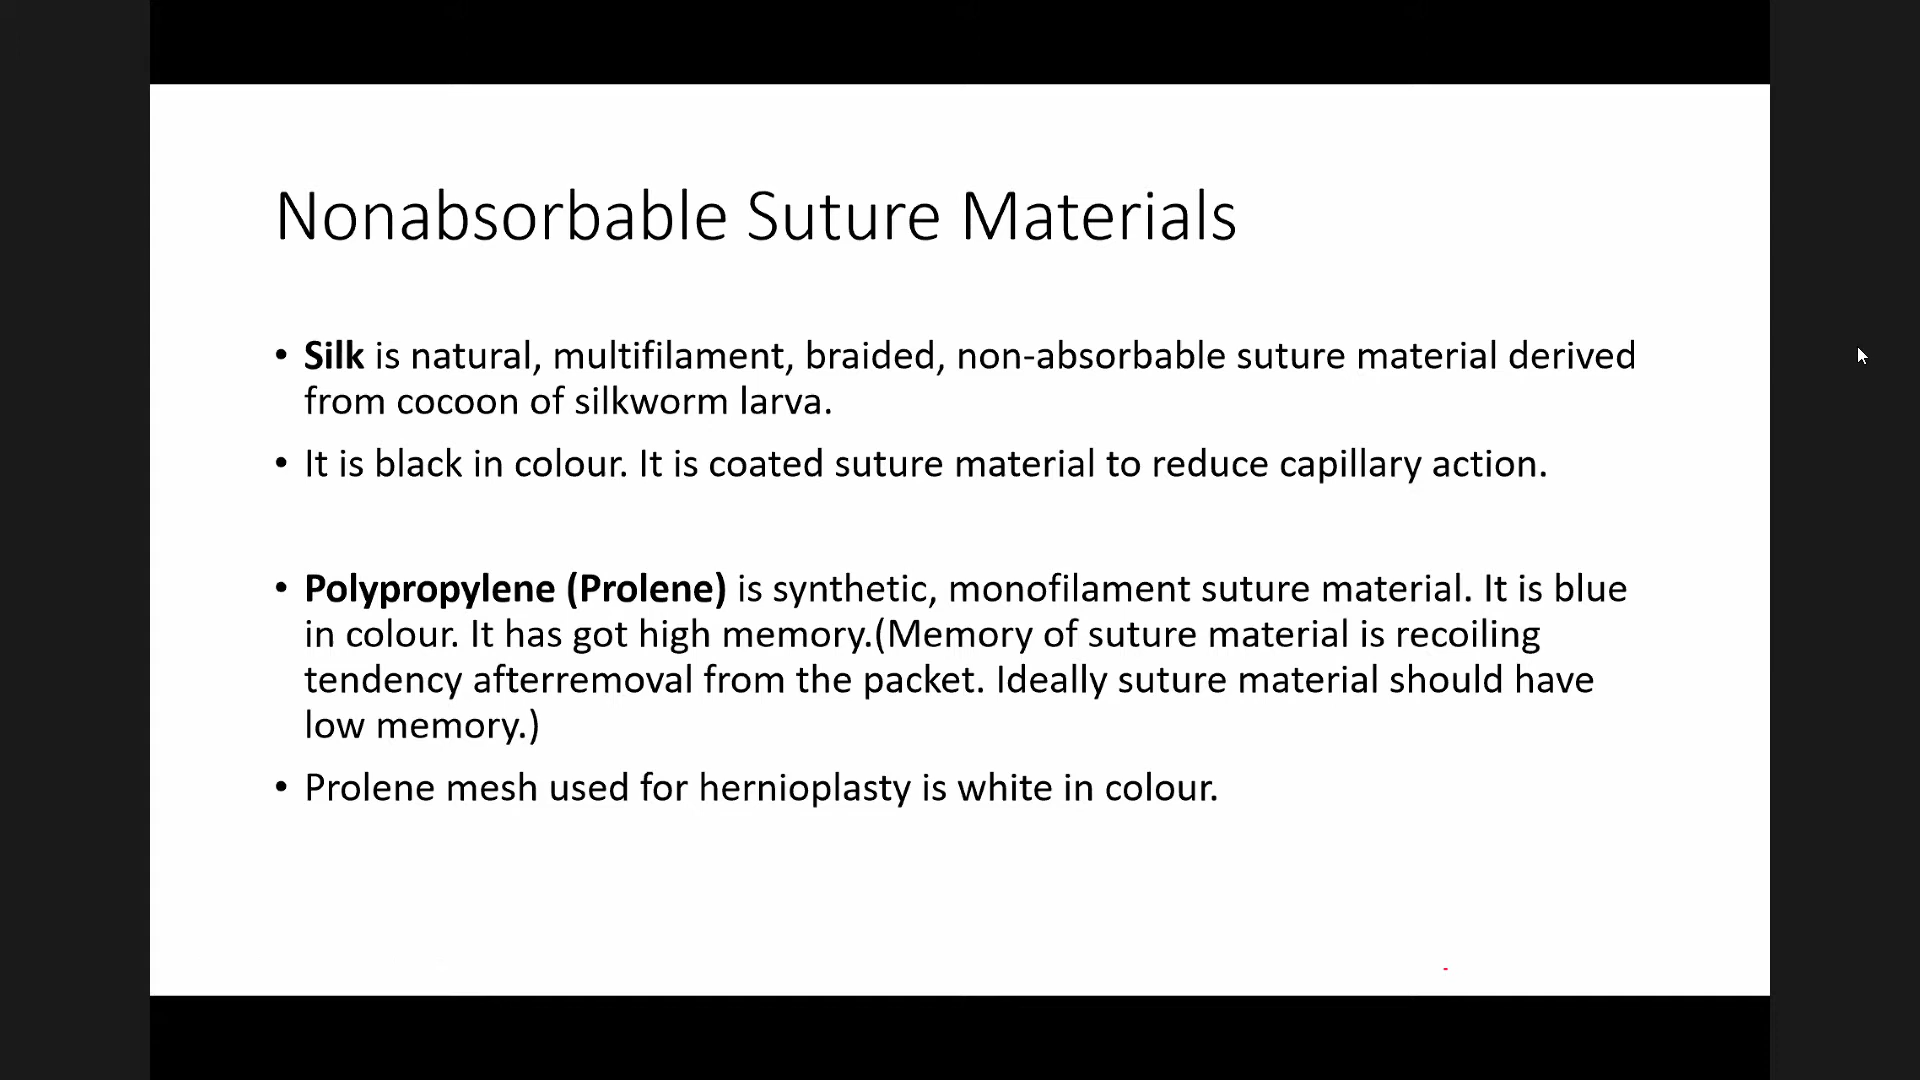 Nonabsorbable Suture Materials
• Silk is natural, multifilament, braided, non-absorbable suture material derived
from cocoon of silkworm larva.
• It is black in colour. It is coated suture material to reduce capillary action.
• Polypropylene (Prolene) is synthetic, monofilament suture material. It is blue
in colour. It has got high memory.(Memory of suture material is recoiling
tendency afterremoval from the packet. Ideally suture material should have
low memory.)
• Prolene mesh used for hernioplasty is white in colour.